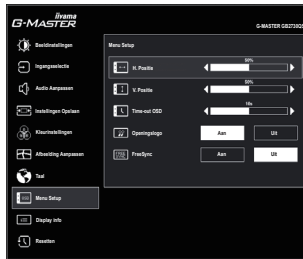 iiyama
G-MASTER
G-MASTER GB2730QS
Beeldinstellingen
Ingangsselectie
Audio Aanpassen
Instellingen Opslaan
Kleurinstellingen
Afbeelding Aanpassen
Taal
Menu Setup
Display info
Resetten
Menu Setup
H. Positie
50%
V. Positie
50%
Time-out OSD
10s
Openingslogo
Aan
Uit
FreeSync
Aan
Uit